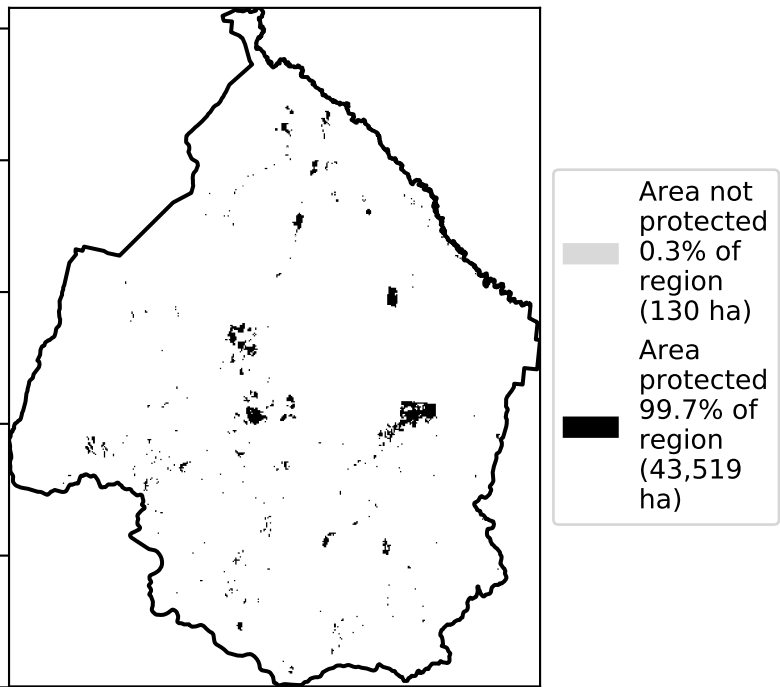 Area not
protected
0.3% of
region
(130 ha)
Area
protected
99.7% of
region
(43,519
ha)